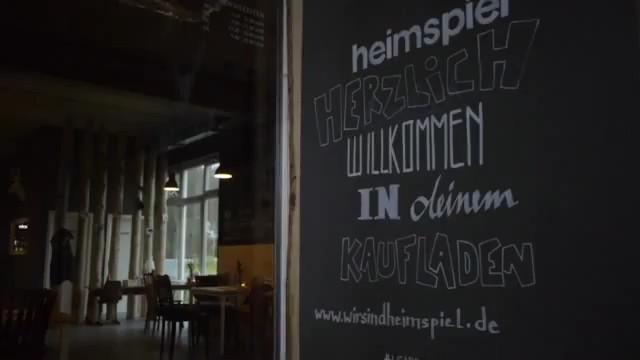 heimspiel
HERZLICH
WILLKOMMEN
IN deinem
KAUFLADEN
www.wirsindheimspiel.de